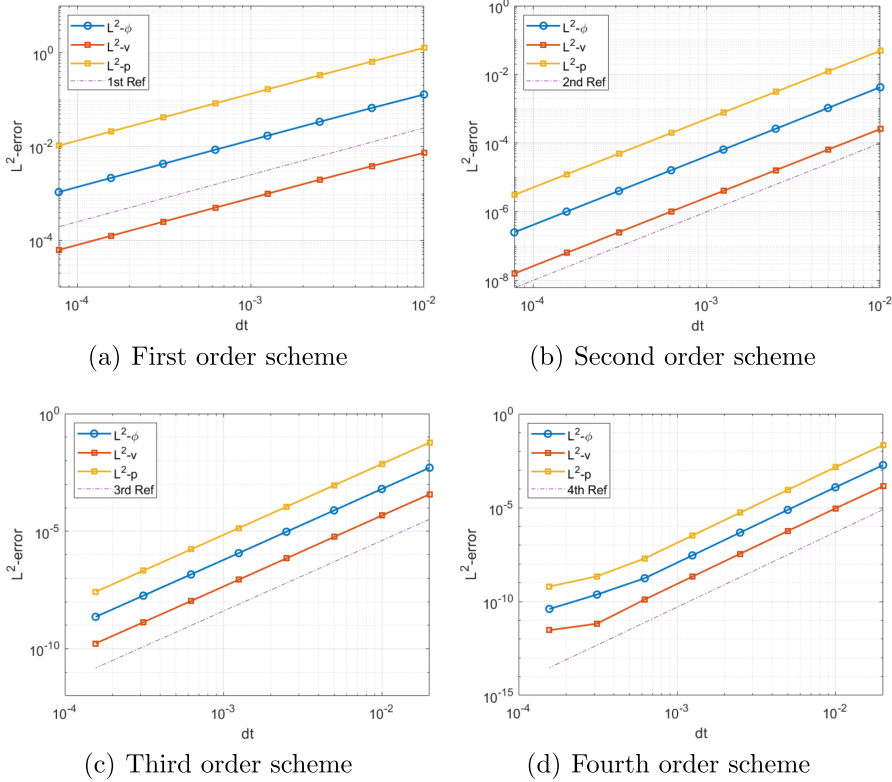 L²-ϕ
L²-v
L²-p
1st Ref
10⁰
10⁻²
10⁻⁴
L²-error
10⁻⁴
10⁻³
10⁻²
dt
(a) First order scheme
L²-ϕ
L²-v
L²-p
2nd Ref
10⁰
10⁻²
10⁻⁴
10⁻⁶
10⁻⁸
L²-error
10⁻⁴
10⁻³
10⁻²
dt
(b) Second order scheme
L²-ϕ
L²-v
L²-p
3rd Ref
10⁰
10⁻⁵
10⁻¹⁰
L²-error
10⁻⁴
10⁻³
10⁻²
dt
(c) Third order scheme
L²-ϕ
L²-v
L²-p
4th Ref
10⁰
10⁻⁵
10⁻¹⁰
10⁻¹⁵
L²-error
10⁻⁴
10⁻³
10⁻²
dt
(d) Fourth order scheme